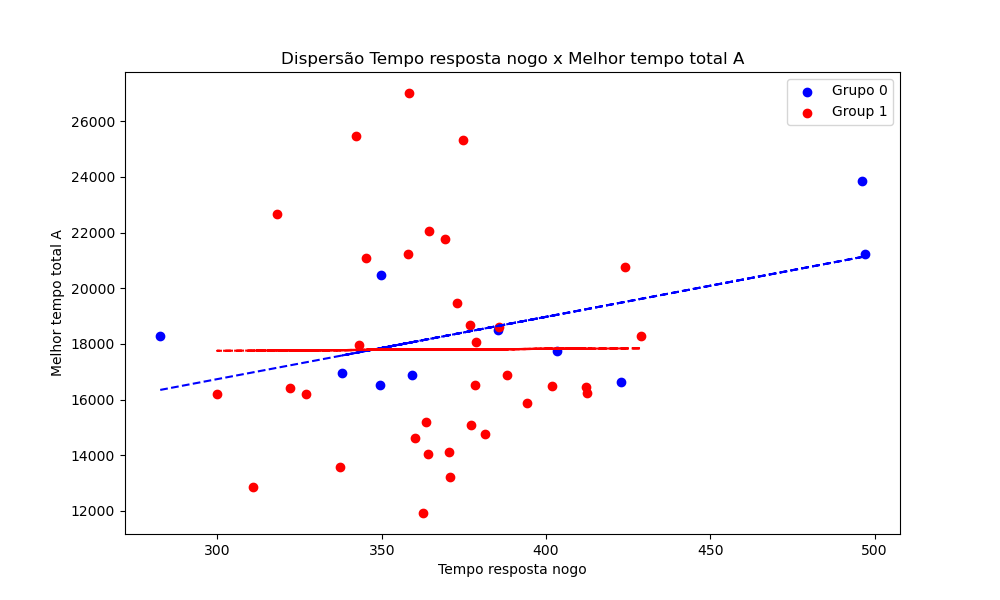 Dispersão Tempo resposta nogo x Melhor tempo total A
Grupo 0
Group 1
Melhor tempo total A
26000
24000
22000
20000
18000
16000
14000
12000
300
350
400
450
500
Tempo resposta nogo